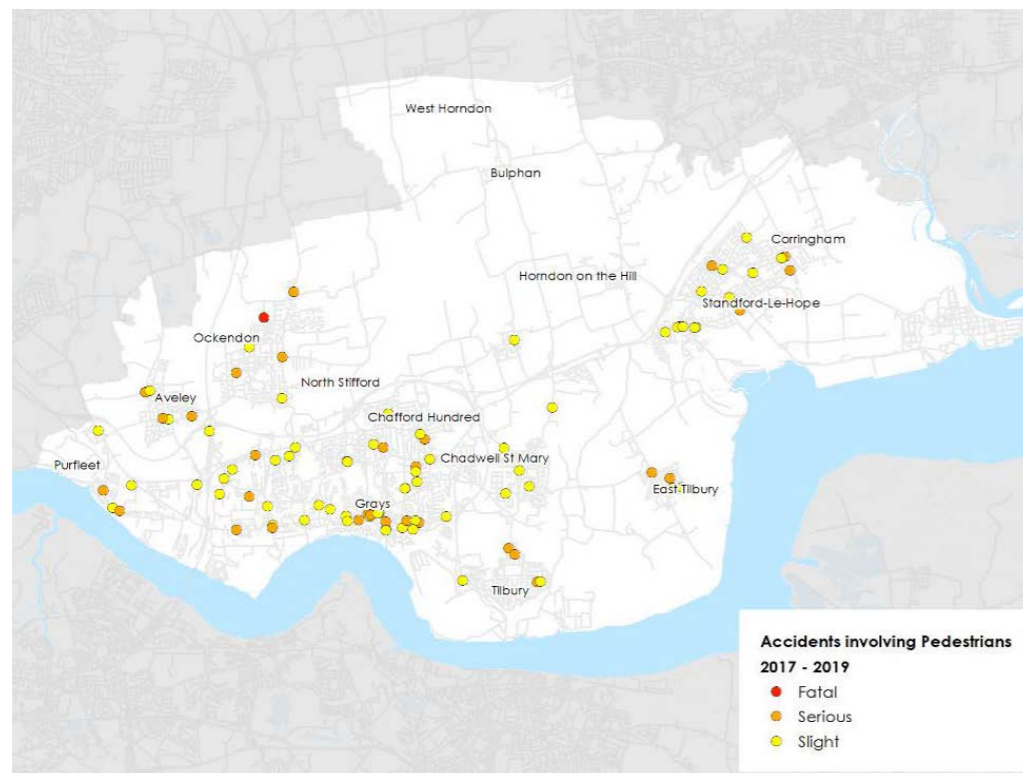 West Horndon
Bulphan
Corringham
Horndon on the Hill
Standford-Le-Hope
Ockendon
North Stifford
Aveley
Chafford Hundred
Chadwell St Mary
Purfleet
East Tilbury
Grays
Tilbury
Accidents involving Pedestrians
2017 - 2019
Fatal
Serious
Slight